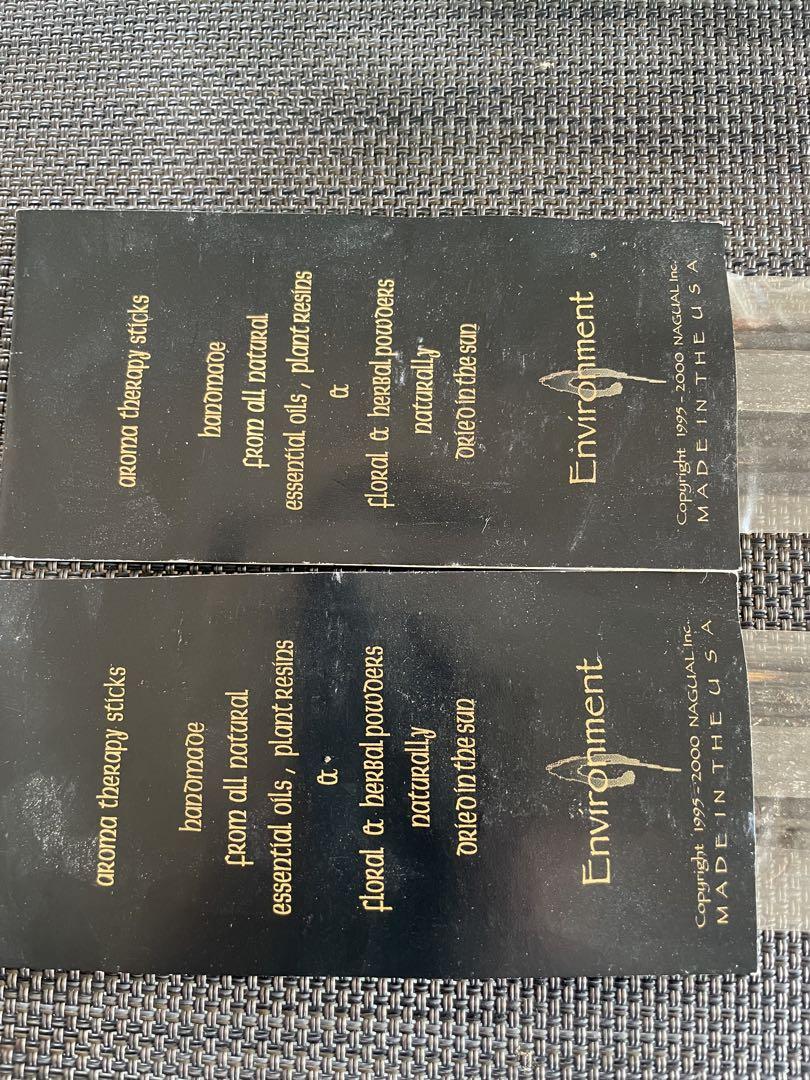 aroma therapy sticks
handmade
from all natural
essential oils, plant resins
&
floral & herbal powders
naturally
dried in the sun
Environment
Copyright 1995-2000 NAGUAL Inc.
MADE IN THE USA
aroma therapy sticks
handmade
from all natural
essential oils, plant resins
&
floral & herbal powders
naturally
dried in the sun
Environment
Copyright 1995-2000 NAGUAL Inc.
MADE IN THE USA